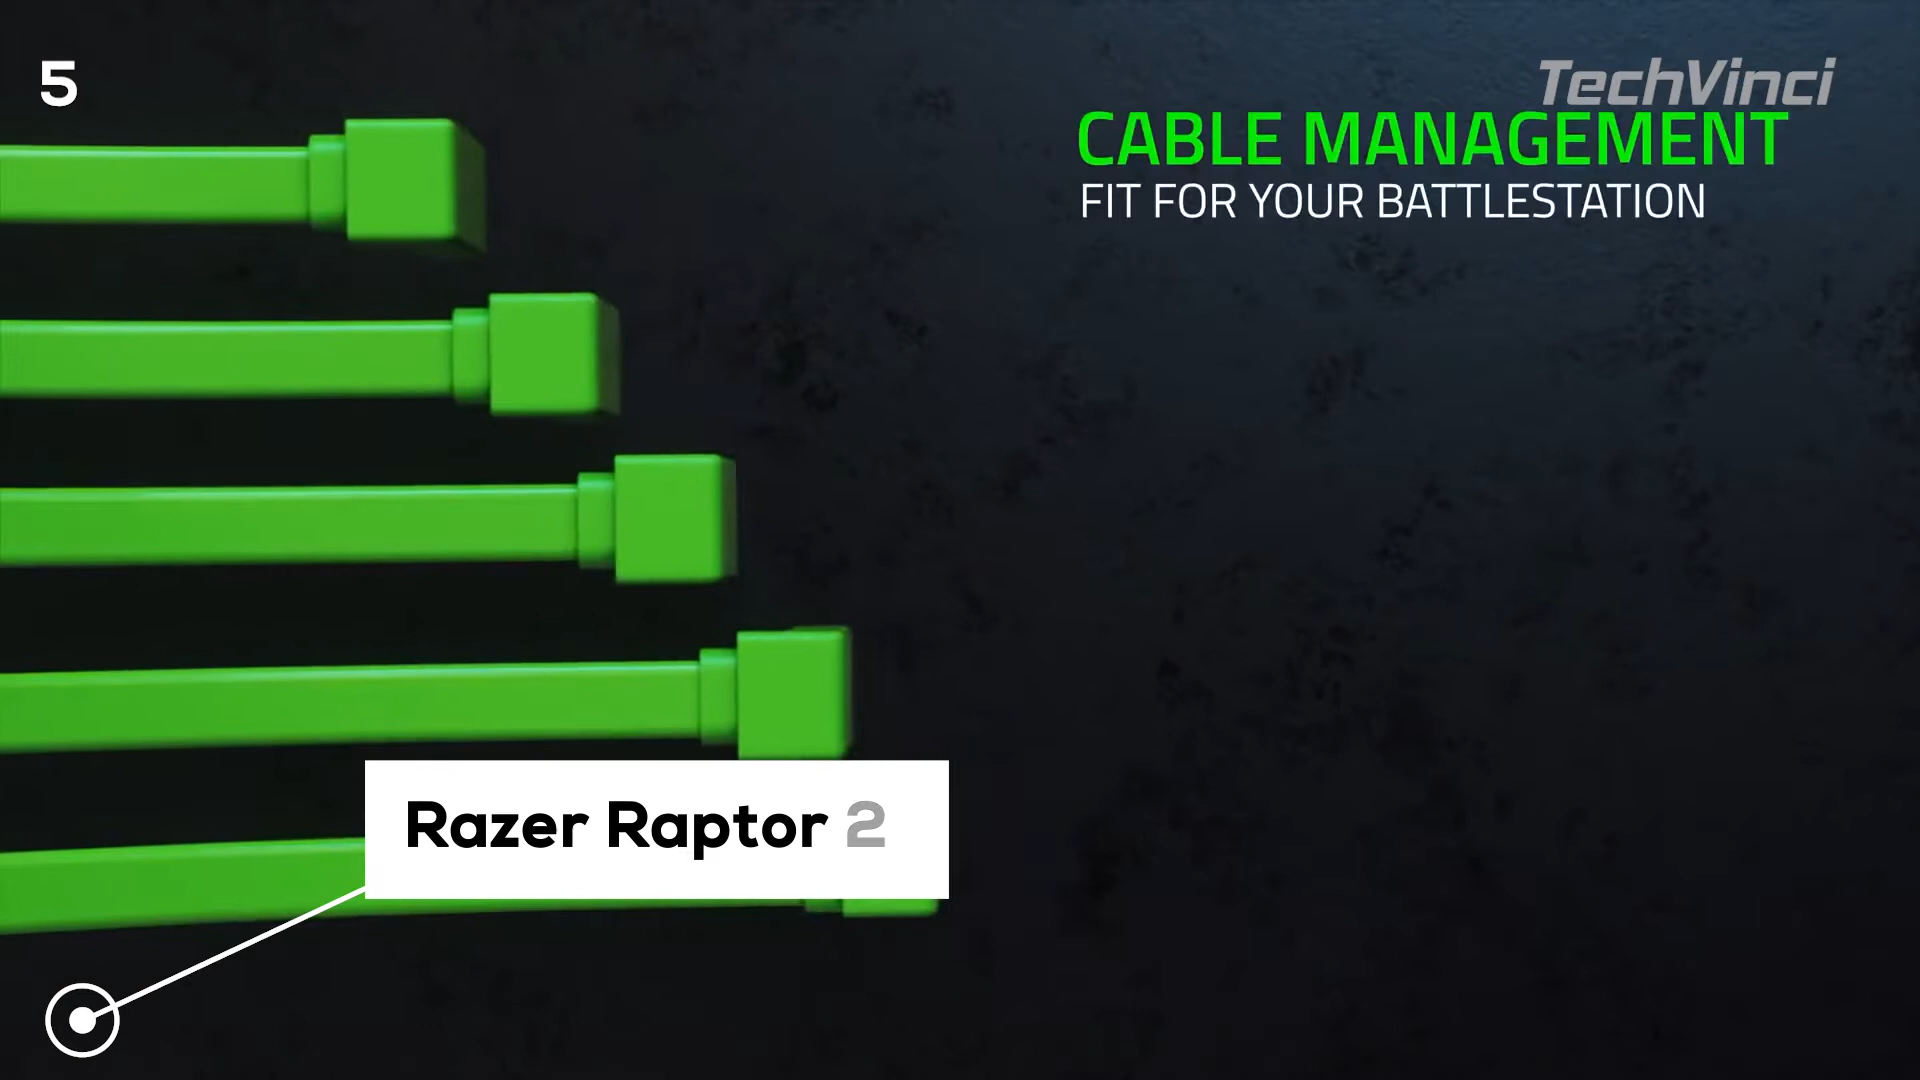 5
TechVinci
CABLE MANAGEMENT
FIT FOR YOUR BATTLESTATION
Razer Raptor 2